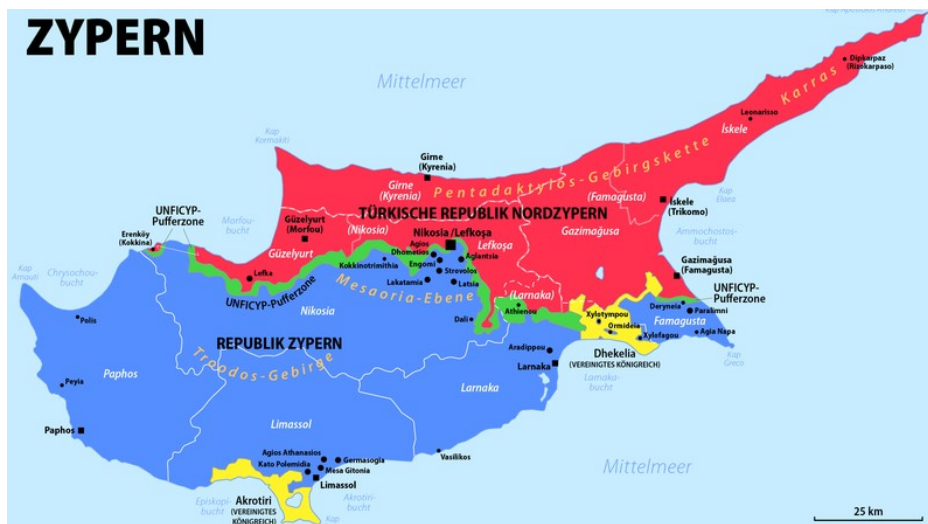 ZYPERN
Kap Apostolos Andreas
Mittelmeer
Dipkarpaz
(Rizokarpaso)
Karras
Leonarisso
İskele
Kap
Kormakiti
Girne
(Kyrenia)
Pentadaktylos-Gebirgskette
Girne
(Kyrenia)
(Famagusta)
İskele
(Trikomo)
Kap
Elaea
UNFICYP-
Pufferzone
Morfou-
bucht
Güzelyurt
(Morfou)
TÜRKISCHE REPUBLIK NORDZYPERN
(Nikosia)
Nikosia/Lefkoşa
Gazimağusa
Ammochostos-
bucht
Erenköy
(Kokkina)
Güzelyurt
Agios
Dhometios
Lefkoşa
Aglantsia
Engomi
Kokkinotrimithia
Strovolos
Gazimağusa
(Famagusta)
Kap
Arnauti
Chrysochou-
bucht
Lefka
UNFICYP-Pufferzone
Lakatamia
Latsia
Mesaoria-Ebene
UNFICYP-
Pufferzone
Nikosia
(Larnaka)
Athienou
Deryneia
Paralimni
Polis
Dali
Xylotympou
Famagusta
Ormideia
Agia Napa
Xylofagou
REPUBLIK ZYPERN
Aradippou
Dhekelia
(VEREINIGTES KÖNIGREICH)
Kap
Greco
Troodos-Gebirge
Larnaka
Larnaka-
bucht
Paphos
Peyia
Larnaka
Limassol
Paphos
Agios Athanasios
Germasogia
Vasilikos
Kato Polemidia
Mesa Gitonia
Mittelmeer
Limassol
Episkopi-
bucht
Akrotiri
(VEREINIGTES
KÖNIGREICH)
Akrotiri-
bucht
Kap
25 km